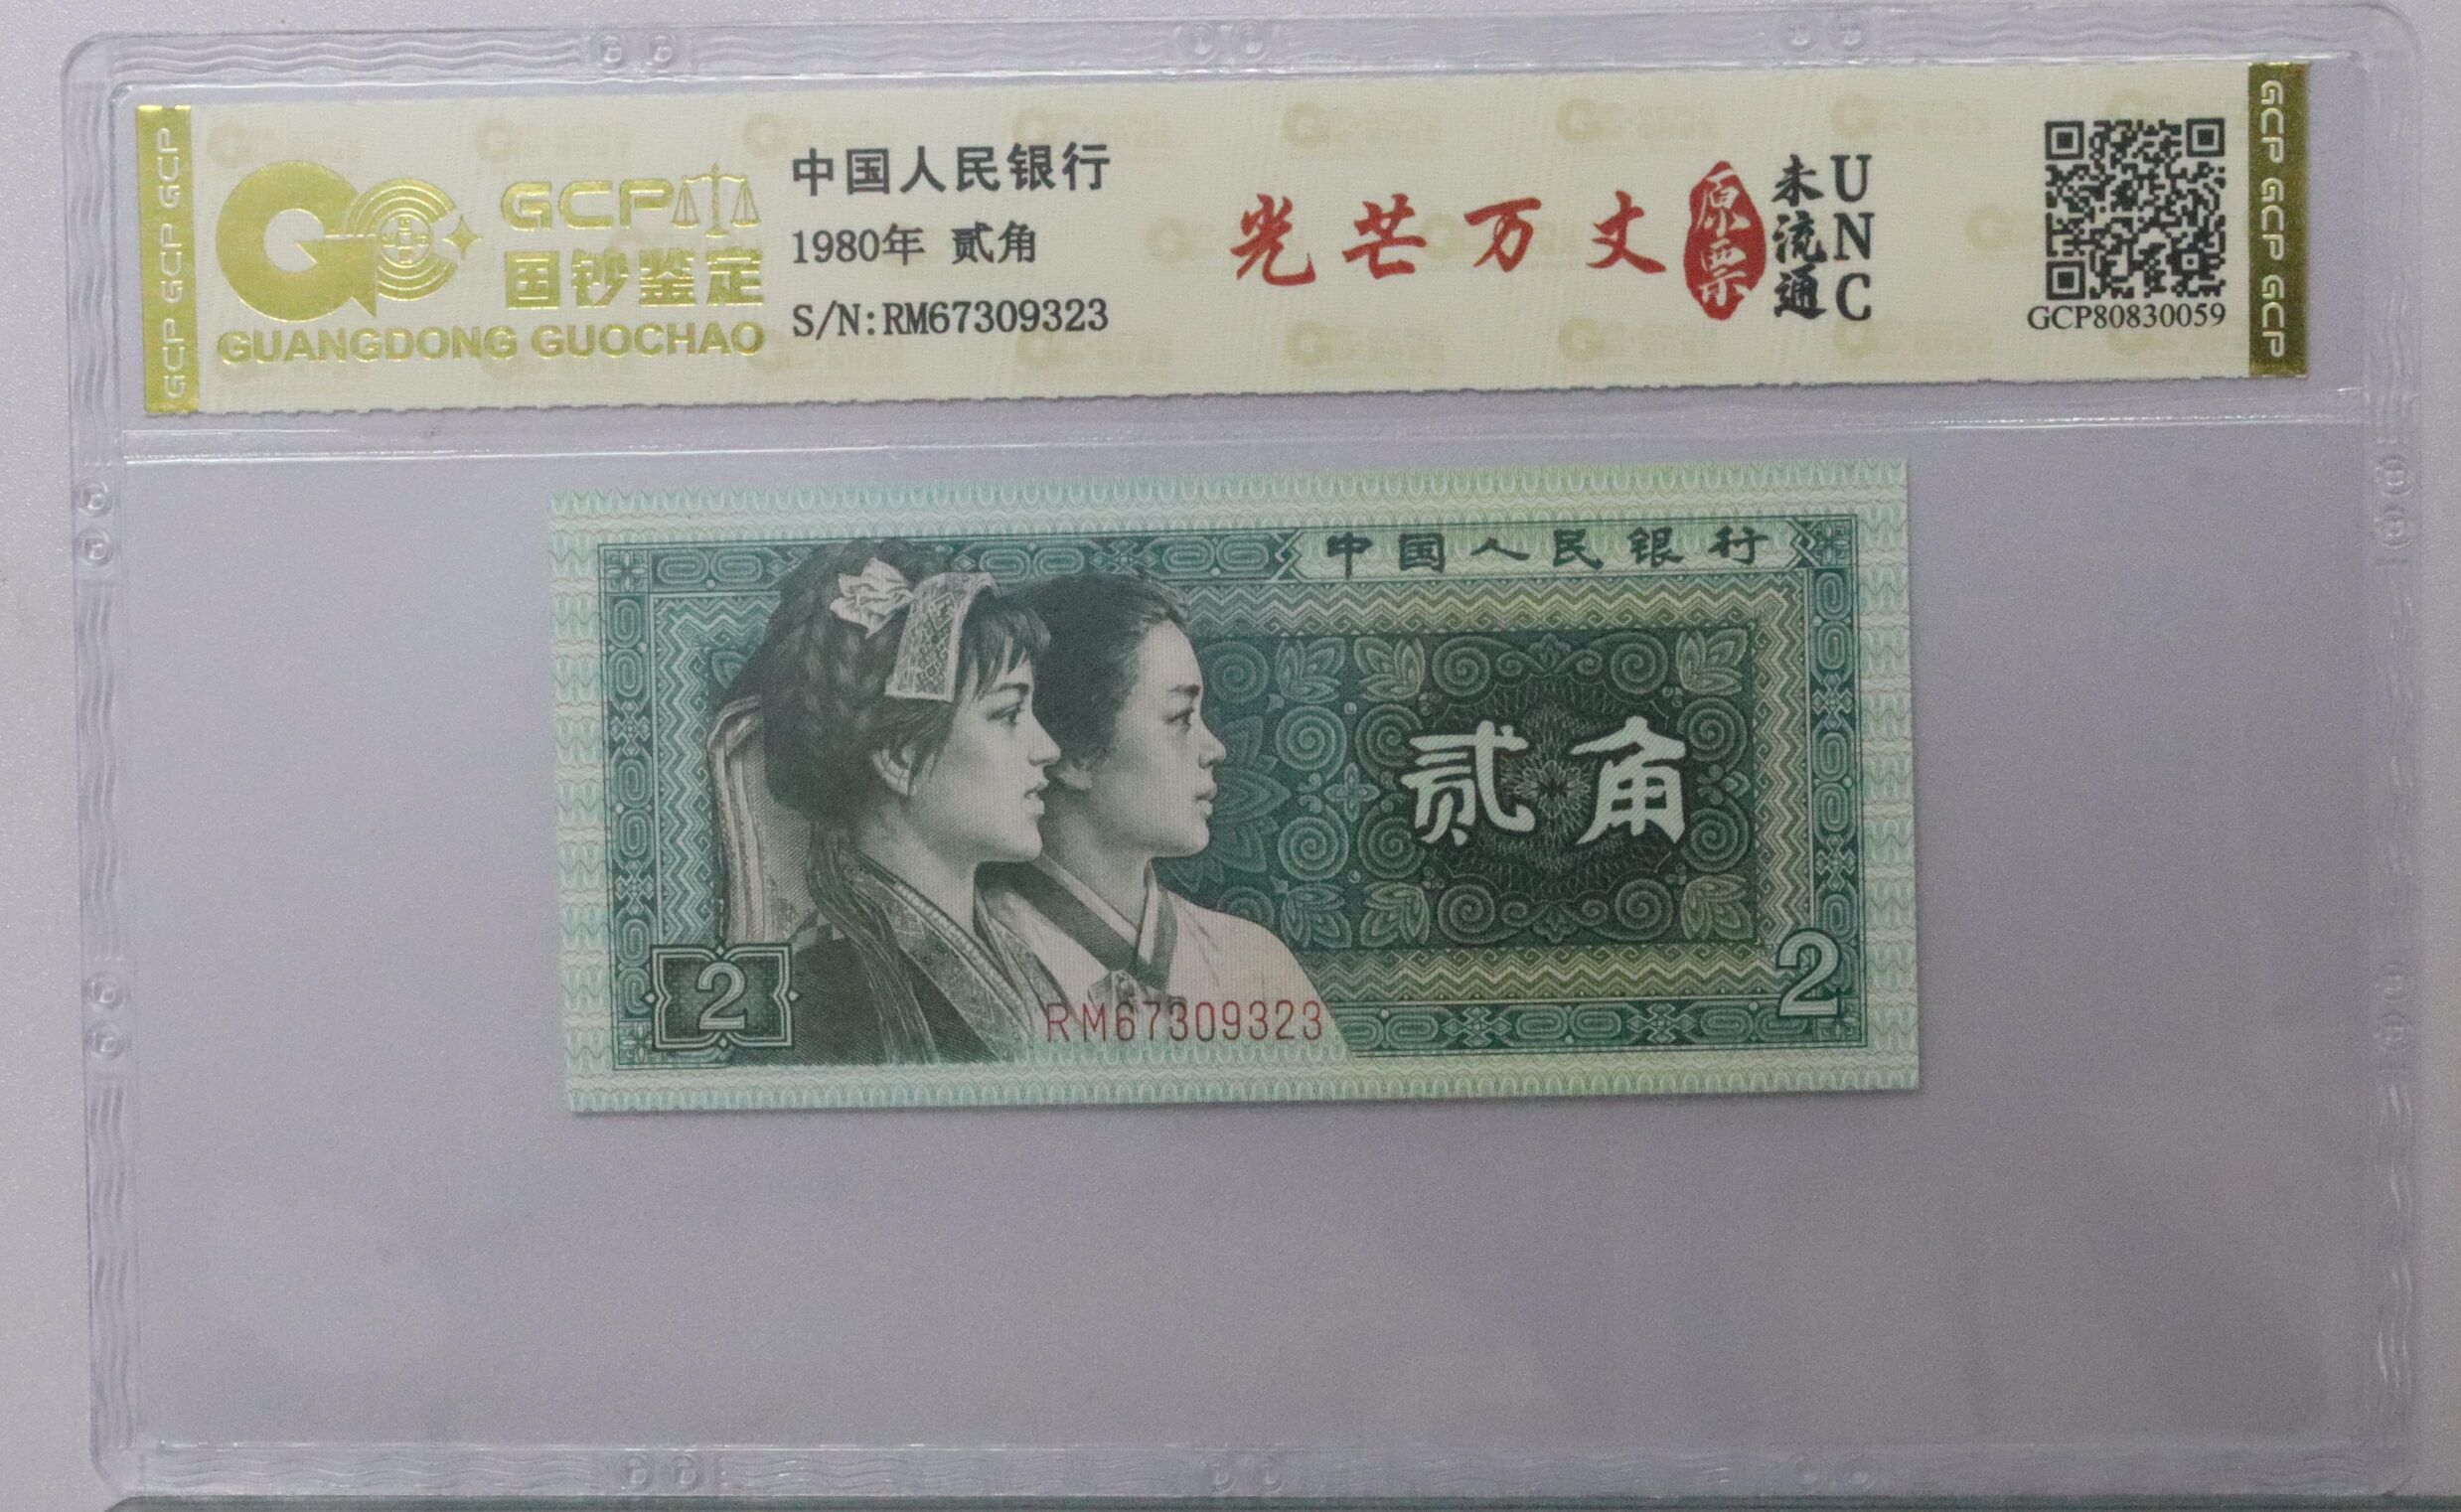 GCP GCP GCP
GCP
国钞鉴定
GUANGDONG GUOCHAO
中国人民银行
1980年 贰角
S/N:RM67309323
光芒万丈
原票
未流通
UNC
GCP80830059
GCP GCP GCP
中国人民银行
贰角
2
RM67309323
2